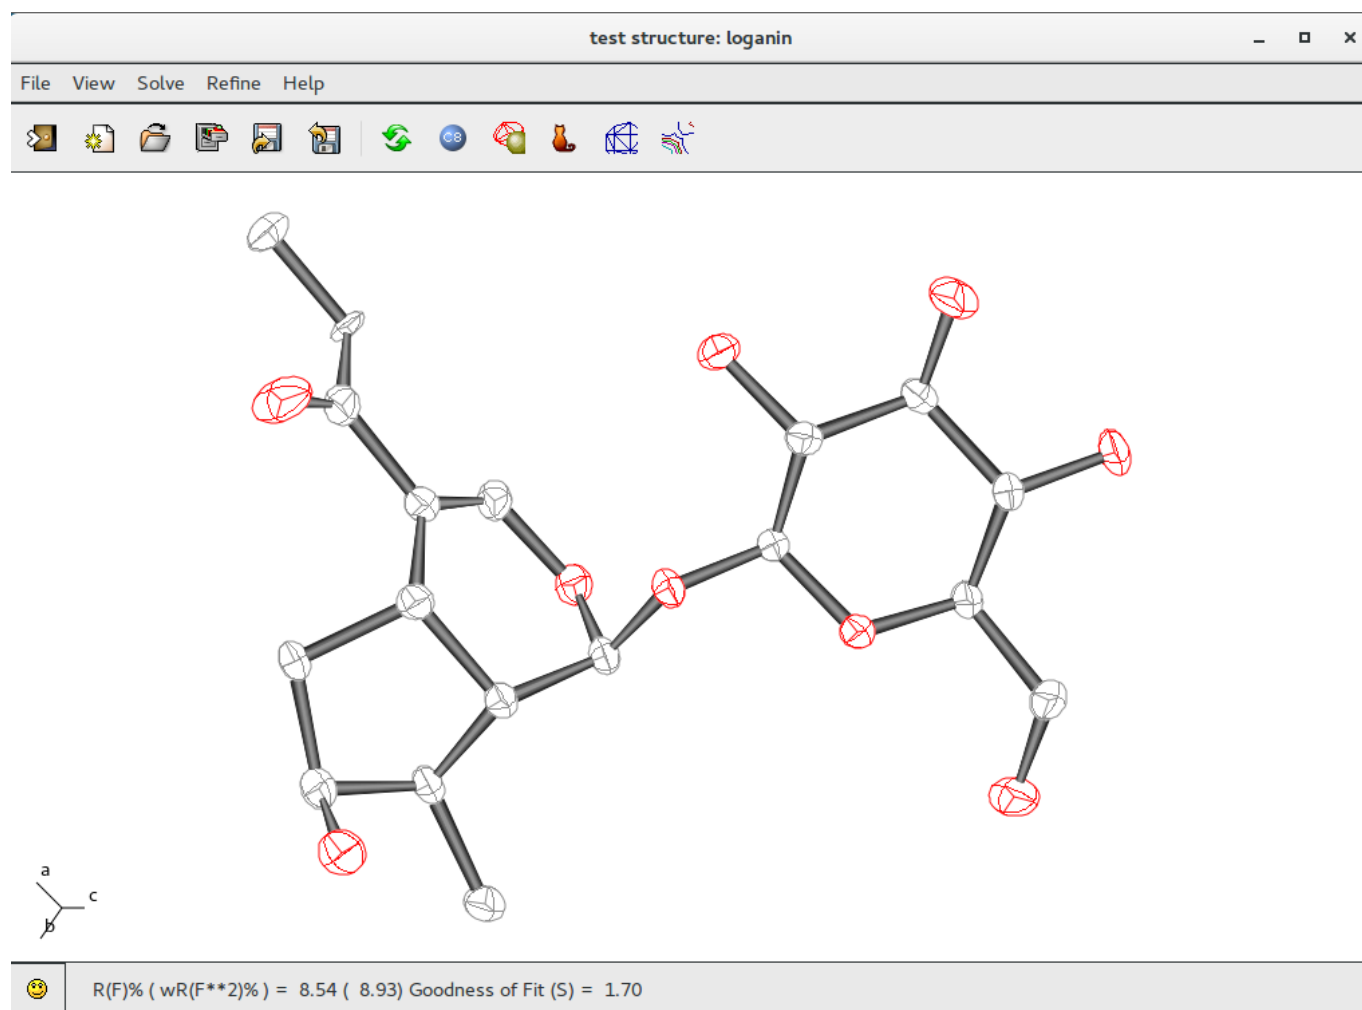 test structure: loganin
File View Solve Refine Help
C8
a
c
b
R(F)% ( wR(F**2)% ) = 8.54 ( 8.93) Goodness of Fit (S) = 1.70